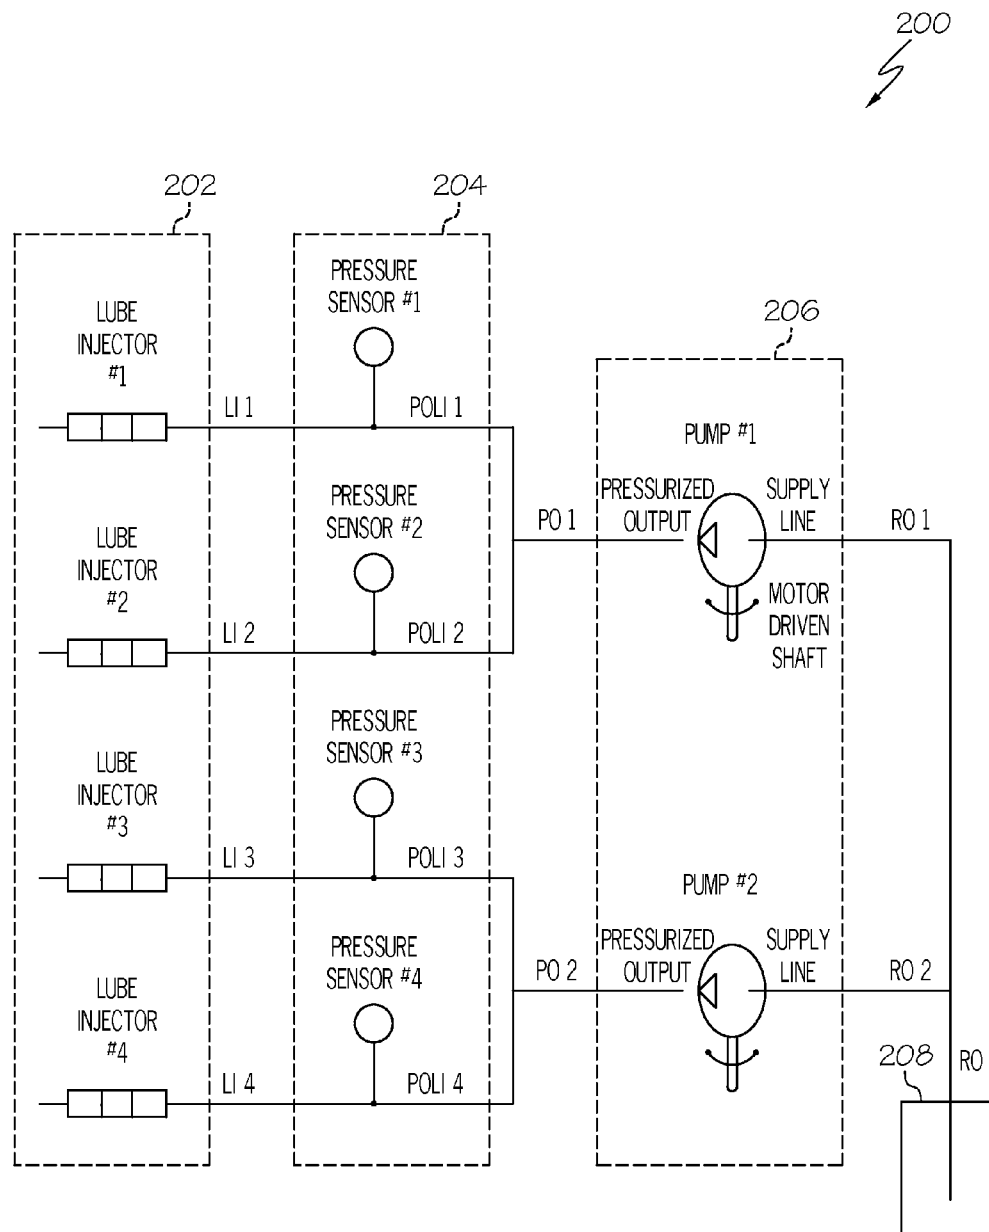 200
202
204
PRESSURE
SENSOR #1
LUBE
INJECTOR
#1
206
LI 1
POLI 1
PUMP #1
PRESSURIZED
OUTPUT
SUPPLY
LINE
PRESSURE
SENSOR #2
PO 1
RO 1
LUBE
INJECTOR
#2
MOTOR
DRIVEN
SHAFT
LI 2
POLI 2
PRESSURE
SENSOR #3
LUBE
INJECTOR
#3
LI 3
POLI 3
PUMP #2
PRESSURIZED
OUTPUT
SUPPLY
LINE
PRESSURE
SENSOR #4
PO 2
RO 2
LUBE
INJECTOR
#4
208
RO
LI 4
POLI 4